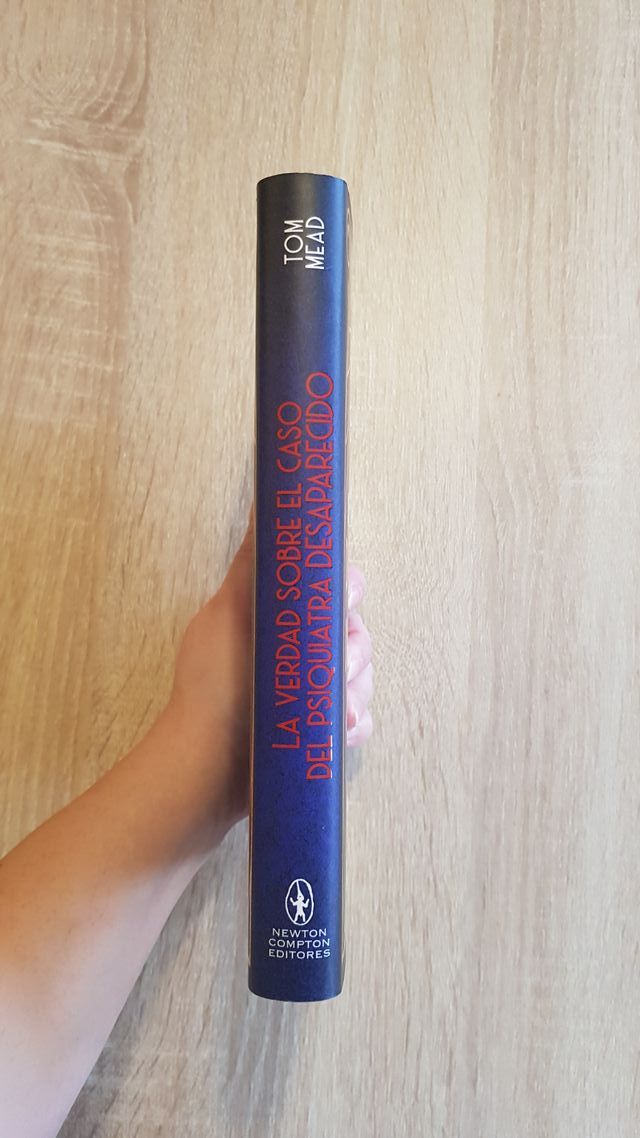 TOM
MEAD
LA VERDAD SOBRE EL CASO
DEL PSIQUIATRA DESAPARECIDO
NEWTON
COMPTON
EDITORES